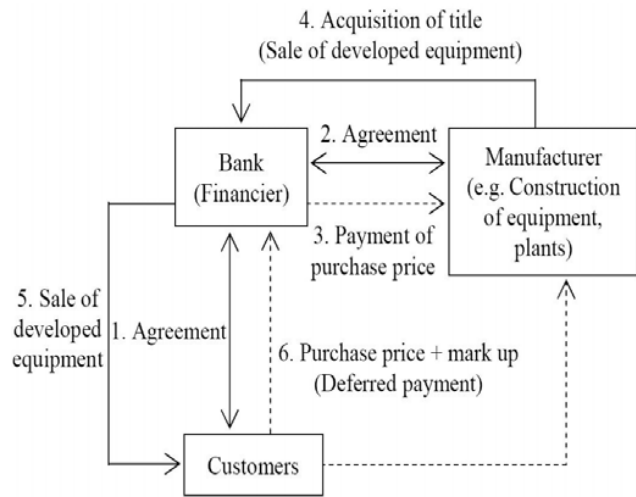 4. Acquisition of title
(Sale of developed equipment)
2. Agreement
Bank
(Financier)
Manufacturer
(e.g. Construction
of equipment,
plants)
3. Payment of
purchase price
5. Sale of
developed
equipment
1. Agreement
6. Purchase price + mark up
(Deferred payment)
Customers